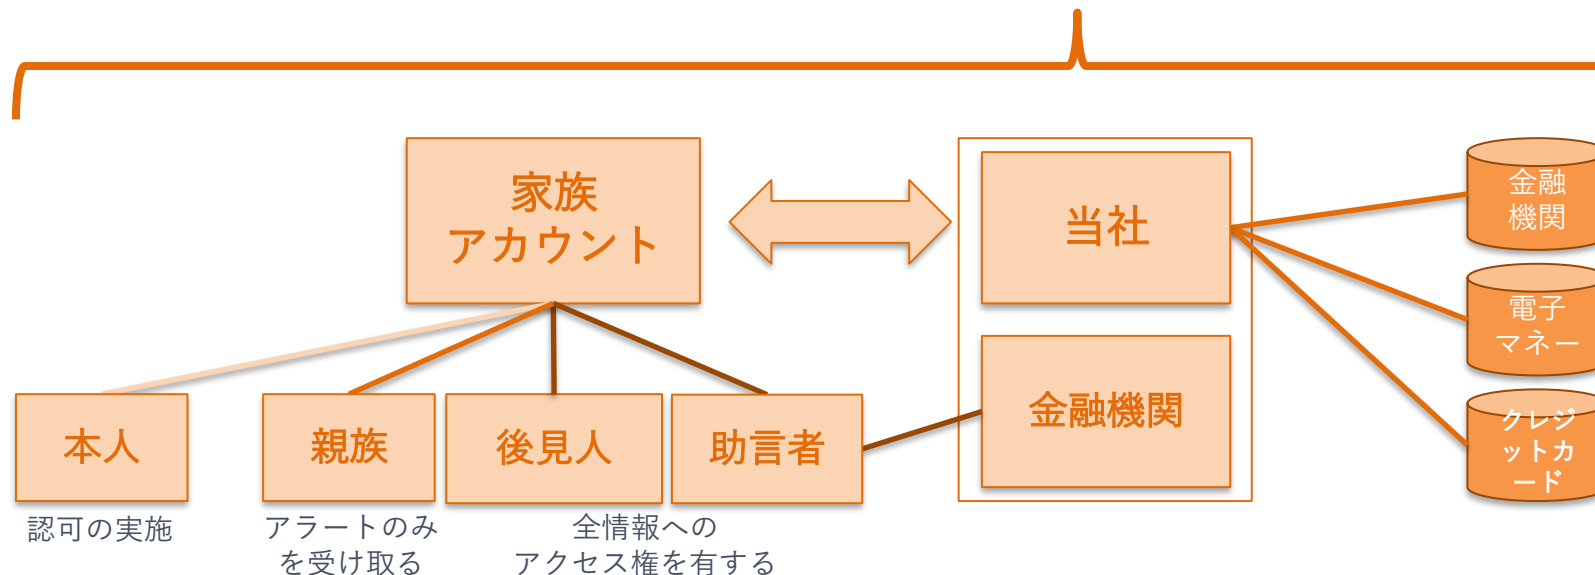 家族
アカウント
当社
金融
機関
電子
マネー
クレジ
ットカ
ード
金融機関
本人
親族
後見人
助言者
認可の実施
アラートのみ
を受け取る
全情報への
アクセス権を有する